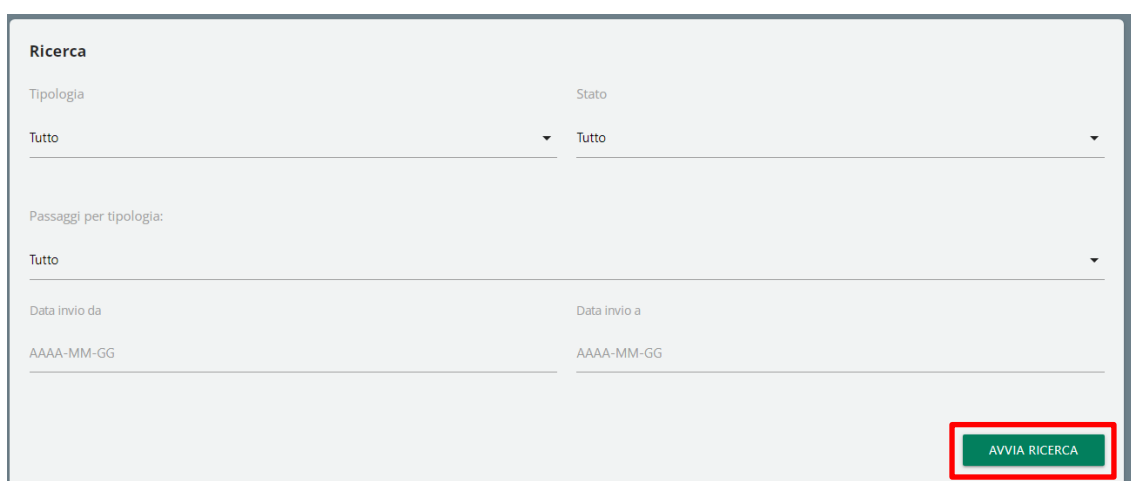 Ricerca
Tipologia
Stato
Tutto
Tutto
Passaggi per tipologia:
Tutto
Data invio da
Data invio a
AAAA-MM-GG
AAAA-MM-GG
AVVIA RICERCA